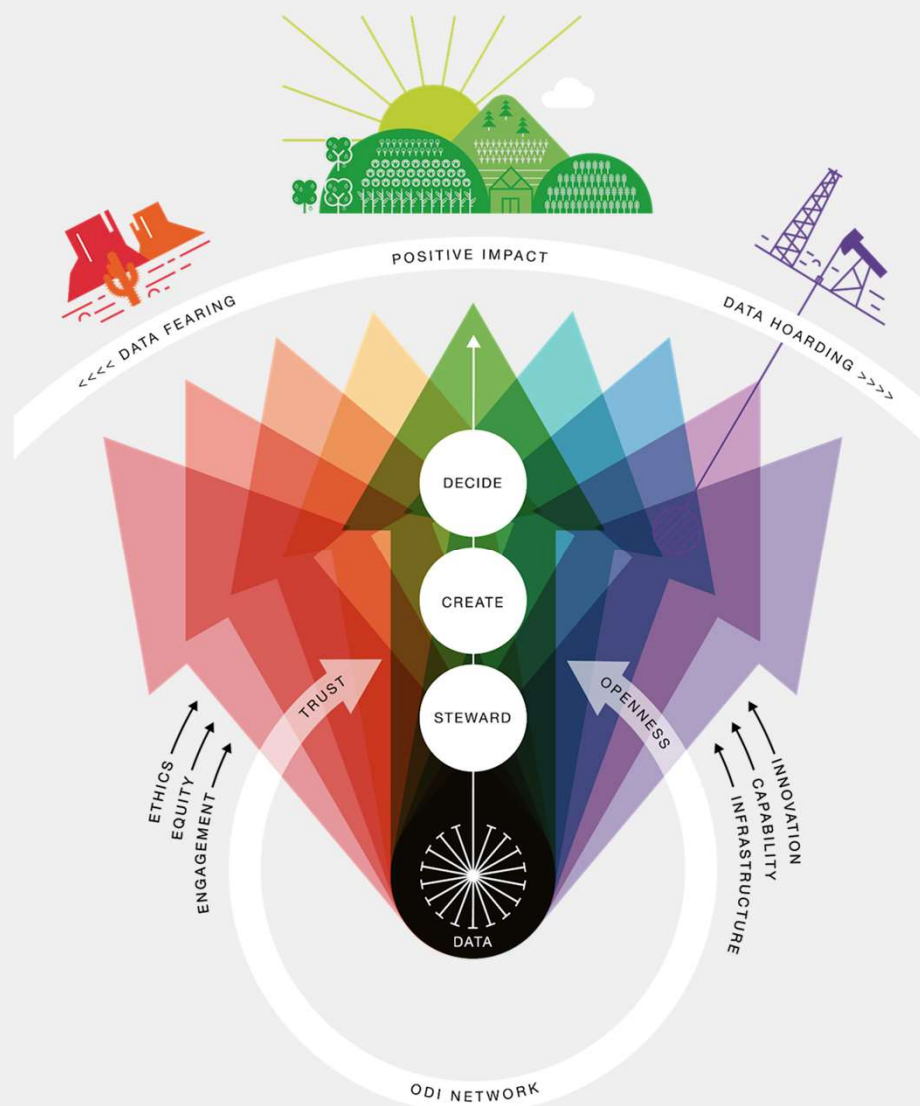 POSITIVE IMPACT
<<<< DATA FEARING
DATA HOARDING >>>>
DECIDE
CREATE
STEWARD
TRUST
OPENNESS
ETHICS
EQUITY
ENGAGEMENT
INNOVATION
CAPABILITY
INFRASTRUCTURE
DATA
ODI NETWORK